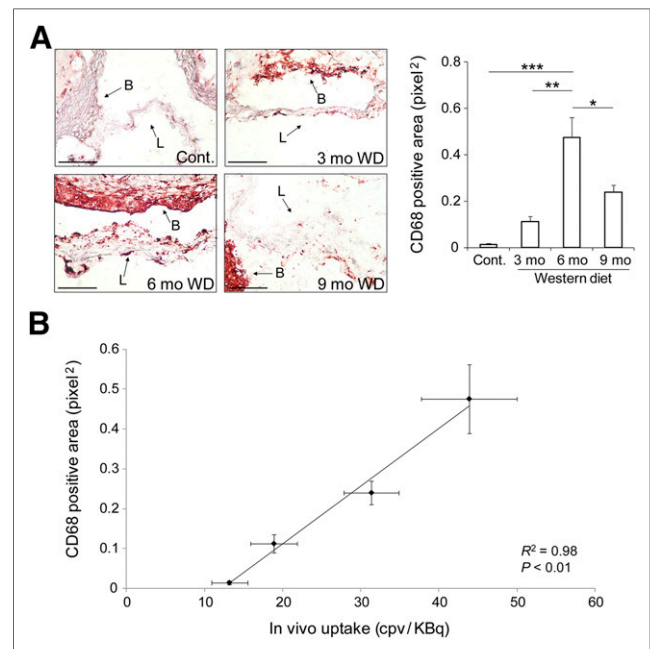 A
B
L
Cont.
B
L
3 mo WD
B
L
6 mo WD
L
B
9 mo WD
CD68 positive area (pixel²)
0.8
0.6
0.4
0.2
0
***
**
*
Cont. 3 mo 6 mo 9 mo
Western diet
B
CD68 positive area (pixel²)
0.6
0.5
0.4
0.3
0.2
0.1
0
R² = 0.98
P < 0.01
0 10 20 30 40 50 60
In vivo uptake (cpv/KBq)